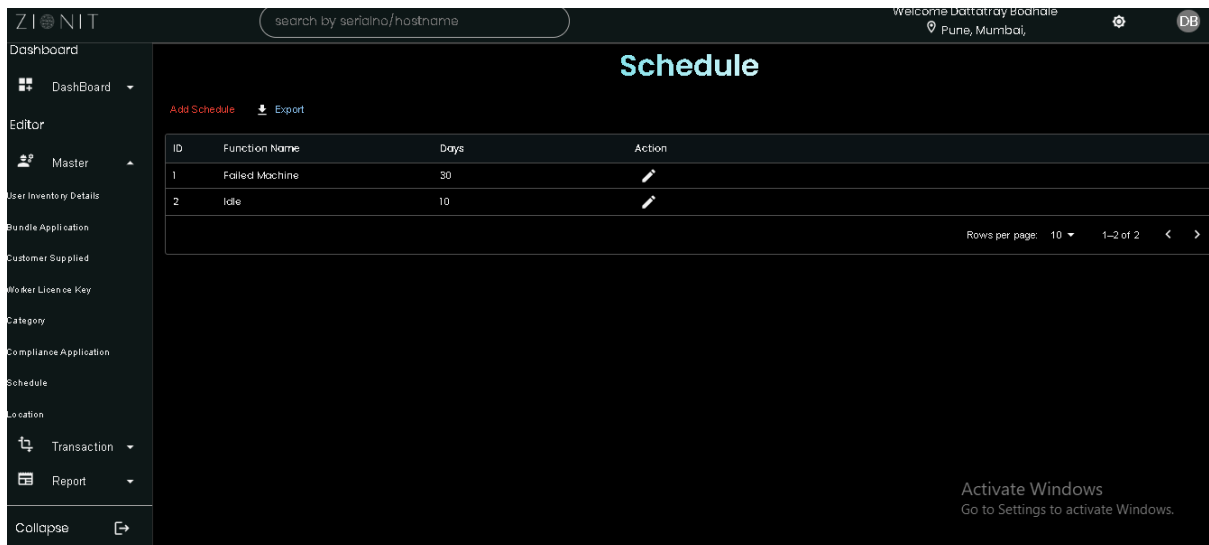 ZIONIT
search by serialno/hostname
Welcome Dattatray Bodhale
Pune, Mumbai,
DB
Dashboard
DashBoard
Editor
Master
User Inventory Details
Bundle Application
Customer Supplied
Worker Licence Key
Category
Compliance Application
Schedule
Location
Transaction
Report
Collapse
Schedule
Add Schedule Export
ID Function Name Days Action
1 Failed Machine 30
2 Idle 10
Rows per page: 10 1–2 of 2
Activate Windows
Go to Settings to activate Windows.